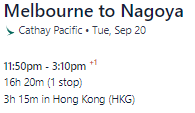 Melbourne to Nagoya
Cathay Pacific • Tue, Sep 20
11:50pm - 3:10pm +1
16h 20m (1 stop)
3h 15m in Hong Kong (HKG)